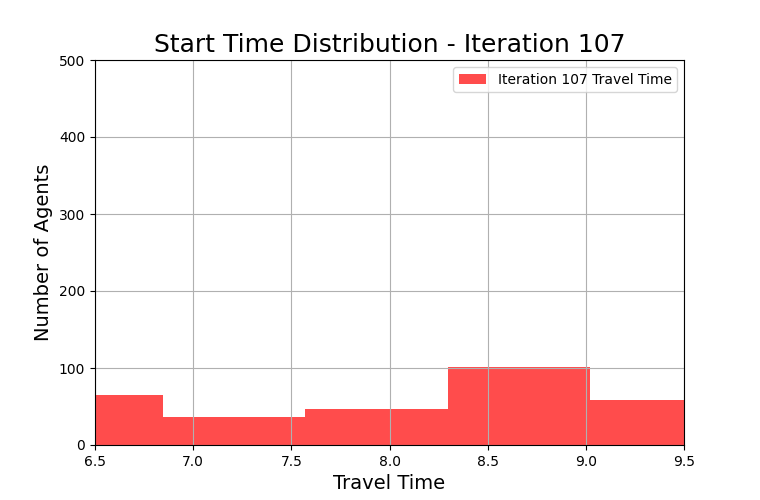 Start Time Distribution - Iteration 107
Iteration 107 Travel Time
Number of Agents
500
400
300
200
100
0
6.5 7.0 7.5 8.0 8.5 9.0 9.5
Travel Time